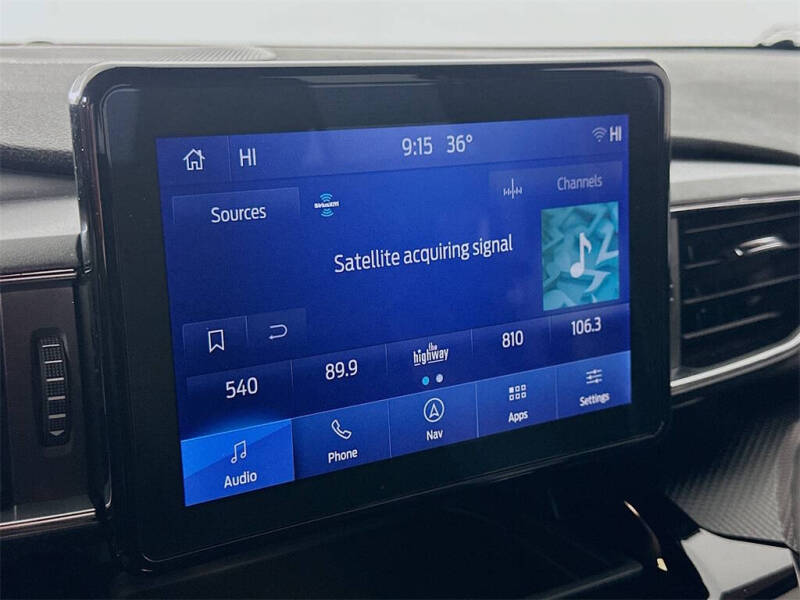 HI 9:15 36° HI
Sources
SiriusXM
Channels
Satellite acquiring signal
540 89.9 the highway 810 106.3
Audio Phone Nav Apps Settings